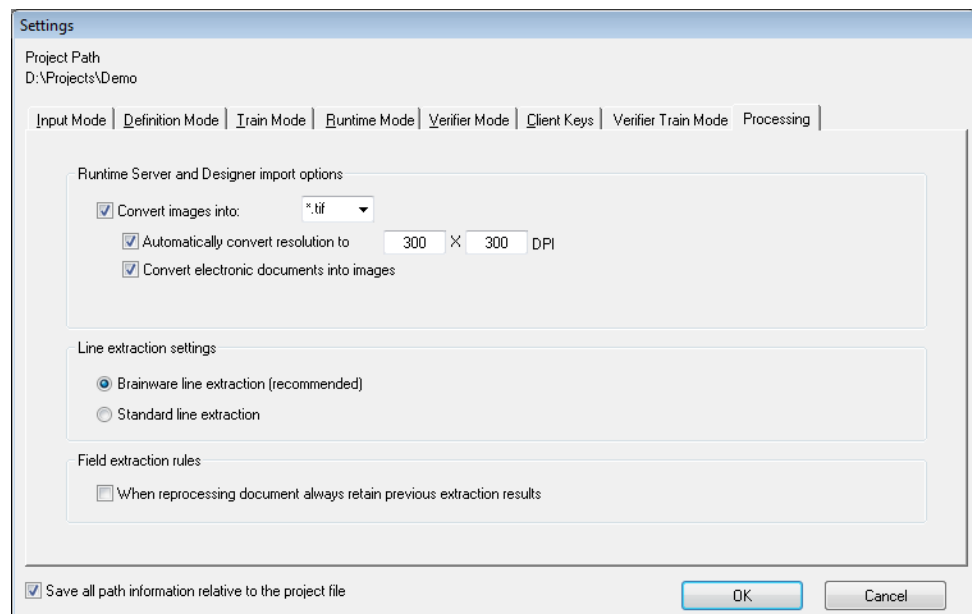 Settings
Project Path
D:\Projects\Demo
Input Mode Definition Mode Train Mode Runtime Mode Verifier Mode Client Keys Verifier Train Mode Processing
Runtime Server and Designer import options
Convert images into: *.tif
Automatically convert resolution to 300 X 300 DPI
Convert electronic documents into images
Line extraction settings
Brainware line extraction (recommended)
Standard line extraction
Field extraction rules
When reprocessing document always retain previous extraction results
Save all path information relative to the project file OK Cancel